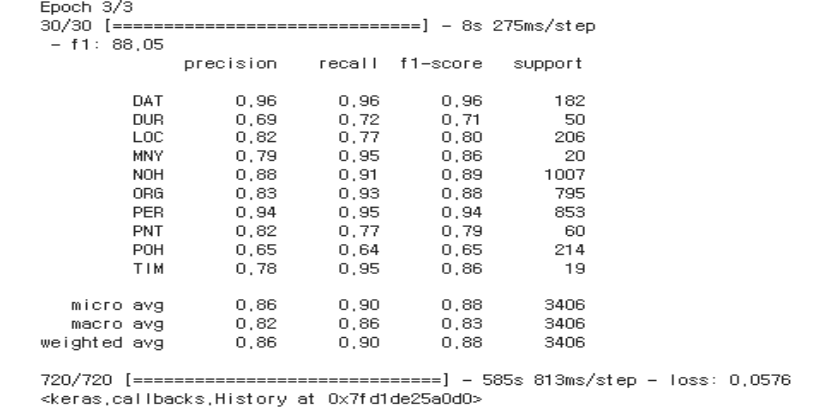 Epoch 3/3
30/30 [==============================] - 8s 275ms/step
- f1: 88.05
precision recall f1-score support
DAT 0.96 0.96 0.96 182
DUR 0.69 0.72 0.71 50
LOC 0.82 0.77 0.80 206
MNY 0.79 0.95 0.86 20
NOH 0.88 0.91 0.89 1007
ORG 0.83 0.93 0.88 795
PER 0.94 0.95 0.94 853
PNT 0.82 0.77 0.79 60
POH 0.65 0.64 0.65 214
TIM 0.78 0.95 0.86 19
micro avg 0.86 0.90 0.88 3406
macro avg 0.82 0.86 0.83 3406
weighted avg 0.86 0.90 0.88 3406
720/720 [==============================] - 585s 813ms/step - loss: 0.0576
<keras.callbacks.History at 0x7fd1de25a0d0>